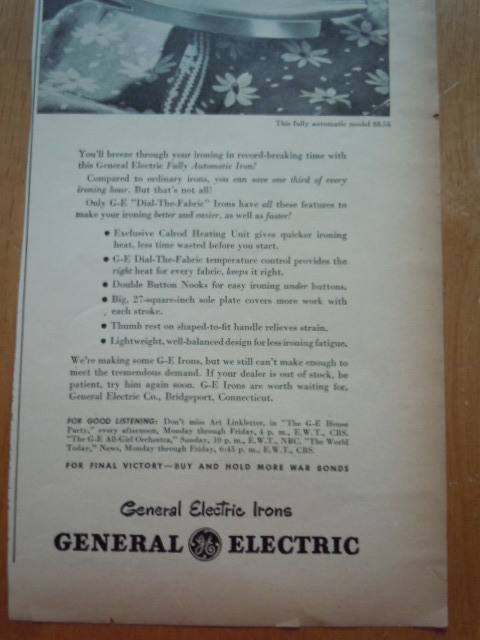 This fully automatic model $8.55
You'll breeze through your ironing in record-breaking time with
this General Electric Fully Automatic Iron!
Compared to ordinary irons, you can save one third of every
ironing hour. But that's not all!
Only G-E "Dial-The-Fabric" Irons have all these features to
make your ironing better and easier, as well as faster!
• Exclusive Calrod Heating Unit gives quicker ironing
heat, less time wasted before you start.
• G-E Dial-The-Fabric temperature control provides the
right heat for every fabric, keeps it right.
• Double Button Nooks for easy ironing under buttons.
• Big, 27-square-inch sole plate covers more work with
each stroke.
• Thumb rest on shaped-to-fit handle relieves strain.
• Lightweight, well-balanced design for less ironing fatigue.
We're making some G-E Irons, but we still can't make enough to
meet the tremendous demand. If your dealer is out of stock, be
patient, try him again soon. G-E Irons are worth waiting for.
General Electric Co., Bridgeport, Connecticut.
FOR GOOD LISTENING: Don't miss Art Linkletter, in "The G-E House
Party," every afternoon, Monday through Friday, 4 p. m., E.W.T., CBS.
"The G-E All-Girl Orchestra," Sunday, 10 p. m., E.W.T., NBC. "The World
Today," News, Monday through Friday, 6:45 p. m., E.W.T., CBS.
FOR FINAL VICTORY—BUY AND HOLD MORE WAR BONDS
General Electric Irons
GENERAL GE ELECTRIC